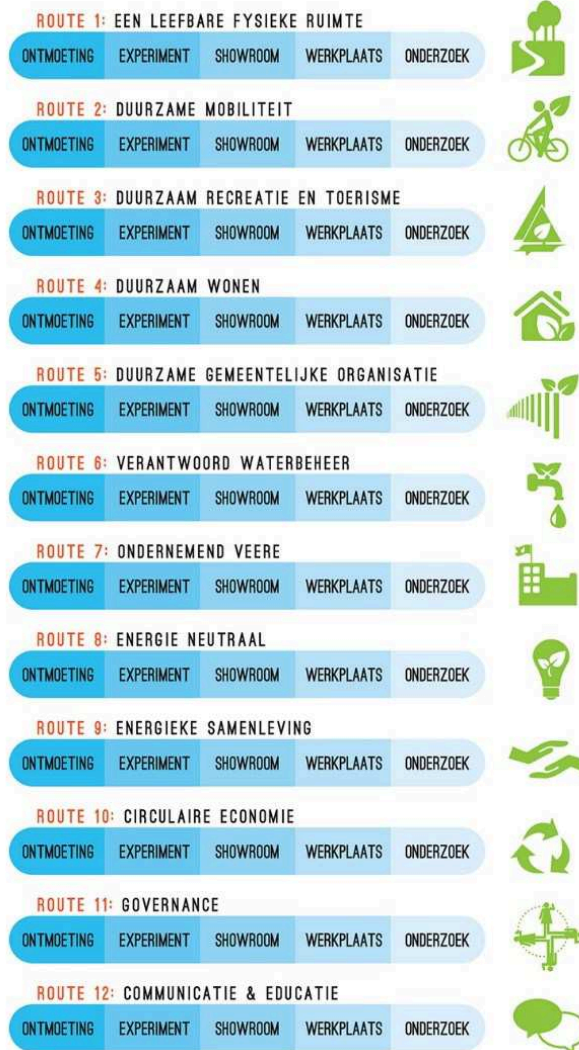 ROUTE 1: EEN LEEFBARE FYSIEKE RUIMTE
ONTMOETING EXPERIMENT SHOWROOM WERKPLAATS ONDERZOEK
ROUTE 2: DUURZAME MOBILITEIT
ONTMOETING EXPERIMENT SHOWROOM WERKPLAATS ONDERZOEK
ROUTE 3: DUURZAAM RECREATIE EN TOERISME
ONTMOETING EXPERIMENT SHOWROOM WERKPLAATS ONDERZOEK
ROUTE 4: DUURZAAM WONEN
ONTMOETING EXPERIMENT SHOWROOM WERKPLAATS ONDERZOEK
ROUTE 5: DUURZAME GEMEENTELIJKE ORGANISATIE
ONTMOETING EXPERIMENT SHOWROOM WERKPLAATS ONDERZOEK
ROUTE 6: VERANTWOORD WATERBEHEER
ONTMOETING EXPERIMENT SHOWROOM WERKPLAATS ONDERZOEK
ROUTE 7: ONDERNEMEND VEERE
ONTMOETING EXPERIMENT SHOWROOM WERKPLAATS ONDERZOEK
ROUTE 8: ENERGIE NEUTRAAL
ONTMOETING EXPERIMENT SHOWROOM WERKPLAATS ONDERZOEK
ROUTE 9: ENERGIEKE SAMENLEVING
ONTMOETING EXPERIMENT SHOWROOM WERKPLAATS ONDERZOEK
ROUTE 10: CIRCULAIRE ECONOMIE
ONTMOETING EXPERIMENT SHOWROOM WERKPLAATS ONDERZOEK
ROUTE 11: GOVERNANCE
ONTMOETING EXPERIMENT SHOWROOM WERKPLAATS ONDERZOEK
ROUTE 12: COMMUNICATIE & EDUCATIE
ONTMOETING EXPERIMENT SHOWROOM WERKPLAATS ONDERZOEK